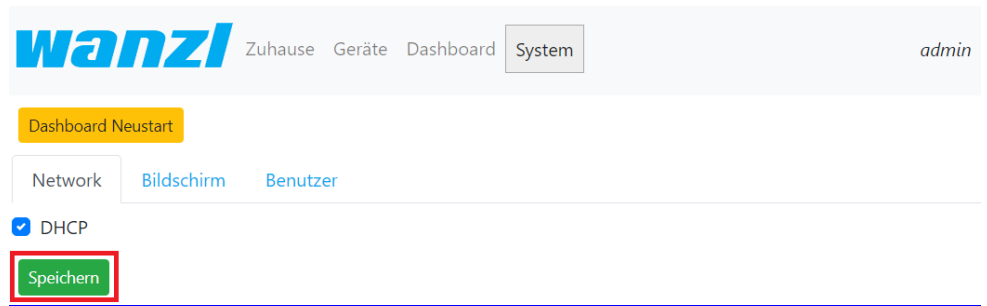 wanzl Zuhause Geräte Dashboard System admin
Dashboard Neustart
Network Bildschirm Benutzer
DHCP
Speichern